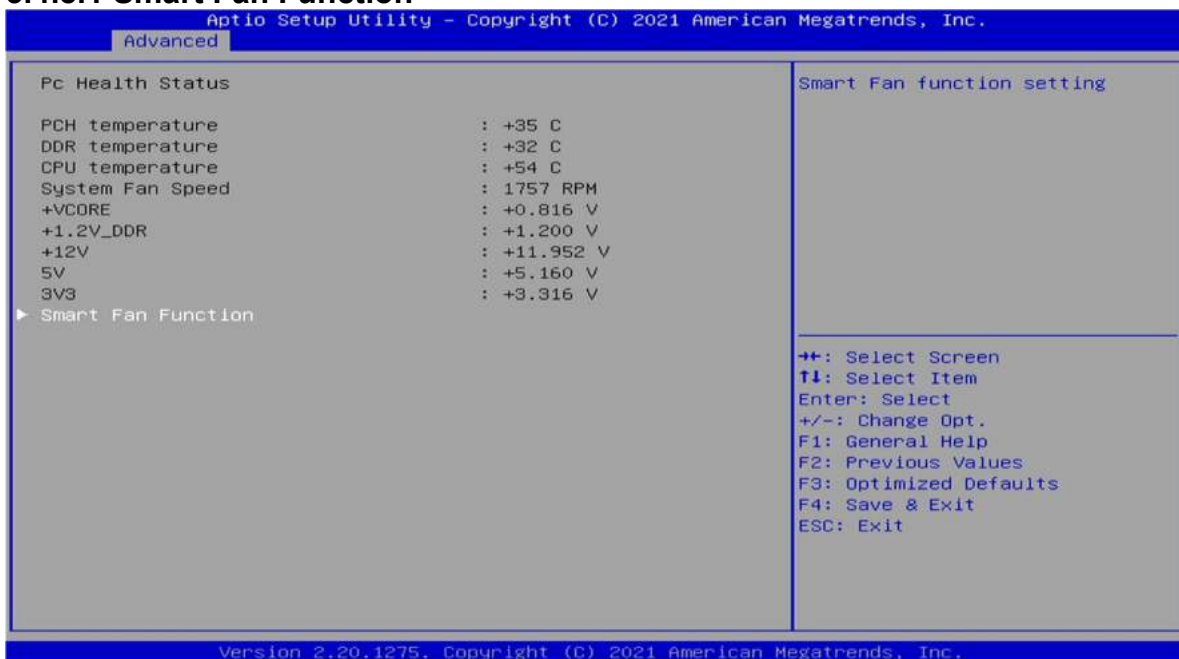 Smart Fan Function
Aptio Setup Utility – Copyright (C) 2021 American Megatrends, Inc.
Advanced
Pc Health Status
PCH temperature : +35 C
DDR temperature : +32 C
CPU temperature : +54 C
System Fan Speed : 1757 RPM
+VCORE : +0.816 V
+1.2V_DDR : +1.200 V
+12V : +11.952 V
5V : +5.160 V
3V3 : +3.316 V
► Smart Fan Function
Smart Fan function setting
→←: Select Screen
↑↓: Select Item
Enter: Select
+/-: Change Opt.
F1: General Help
F2: Previous Values
F3: Optimized Defaults
F4: Save & Exit
ESC: Exit
Version 2.20.1275. Copyright (C) 2021 American Megatrends, Inc.